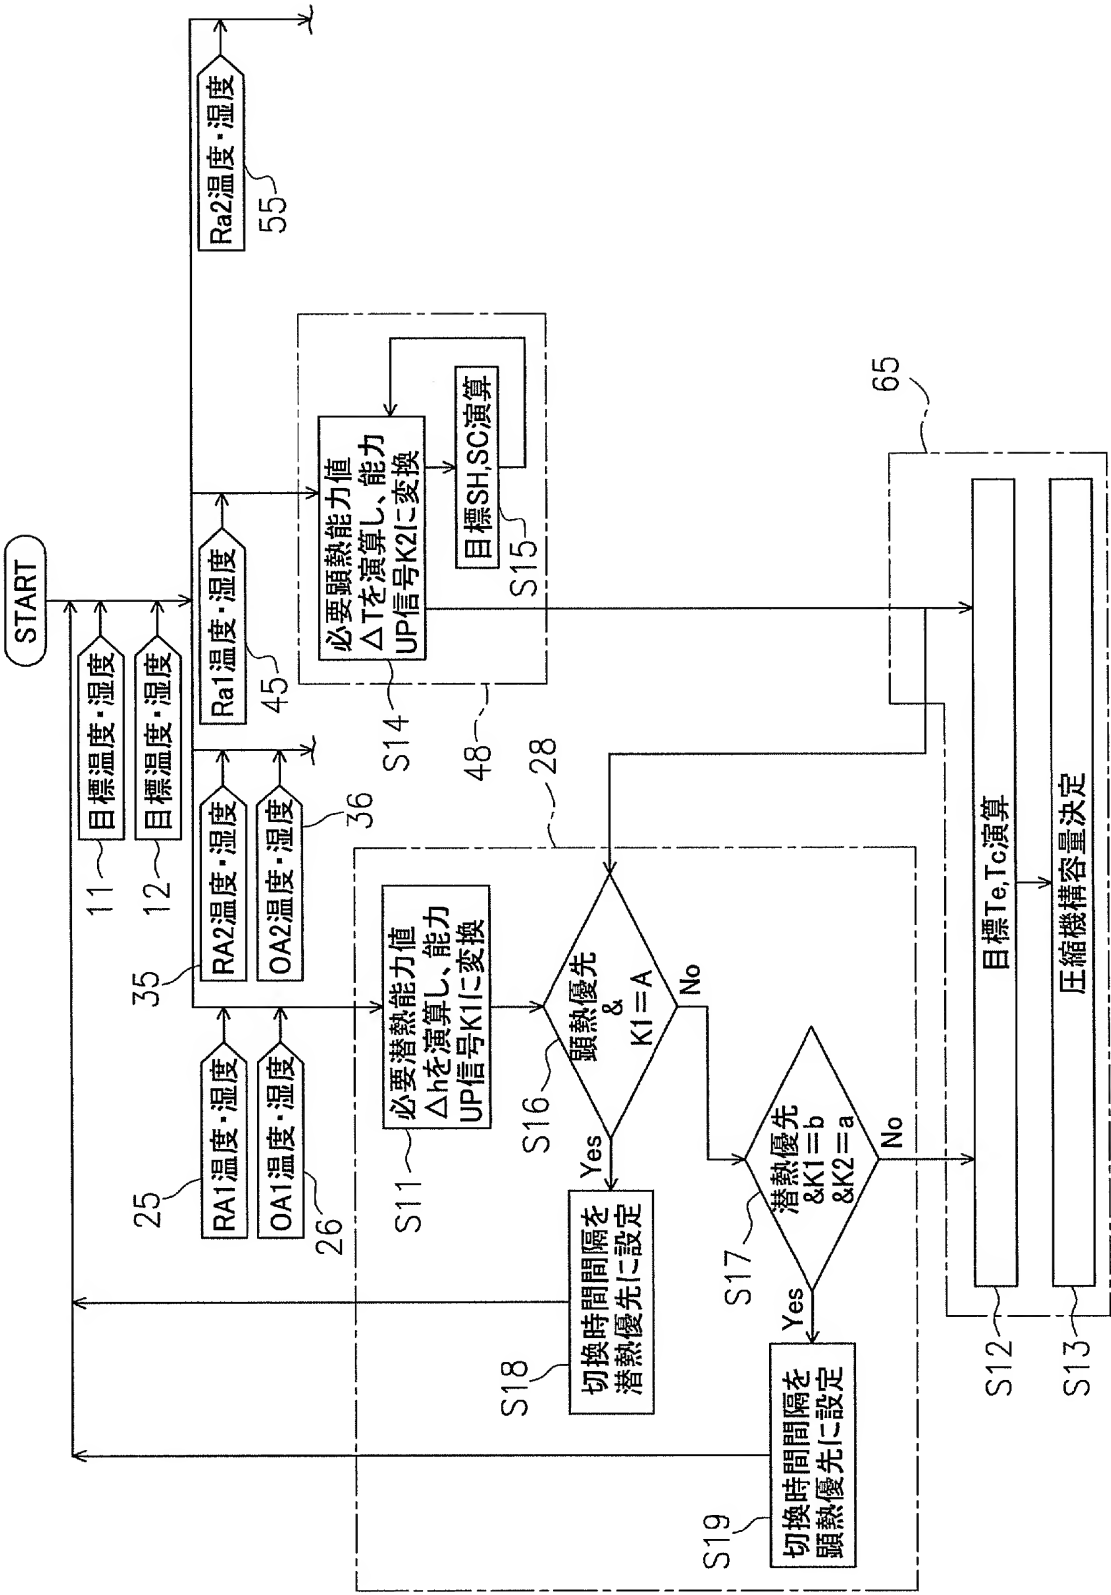 START
11
目標温度・湿度
12
目標温度・湿度
25
RA1温度・湿度
26
OA1温度・湿度
35
RA2温度・湿度
36
OA2温度・湿度
45
Ra1温度・湿度
55
Ra2温度・湿度
28
S11
必要潜熱能力値
△hを演算し、能力
UP信号K1に変換
48
S14
必要顕熱能力値
△Tを演算し、能力
UP信号K2に変換
S15
目標SH,SC演算
S16
顕熱優先
&
K1=A
Yes
No
S18
切換時間間隔を
潜熱優先に設定
S17
潜熱優先
&K1=b
&K2=a
Yes
No
S19
切換時間間隔を
顕熱優先に設定
65
S12
目標Te,Tc演算
S13
圧縮機構容量決定